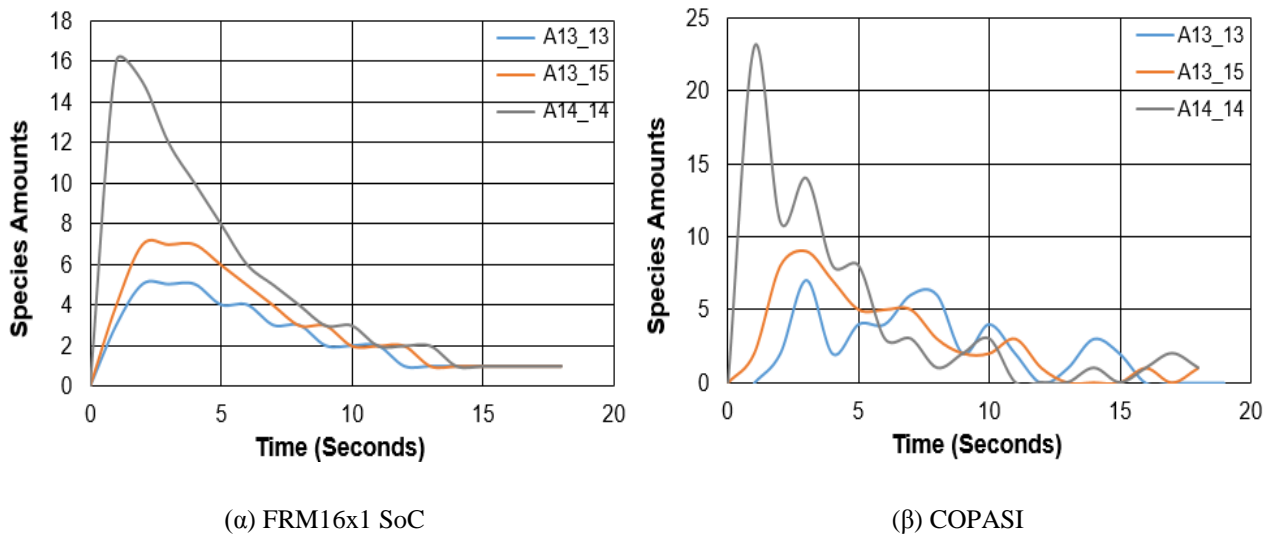 18
16
14
12
10
8
6
4
2
0
Species Amounts
0 5 10 15 20
Time (Seconds)
A13_13
A13_15
A14_14
(α) FRM16x1 SoC
25
20
15
10
5
0
Species Amounts
0 5 10 15 20
Time (Seconds)
A13_13
A13_15
A14_14
(β) COPASI